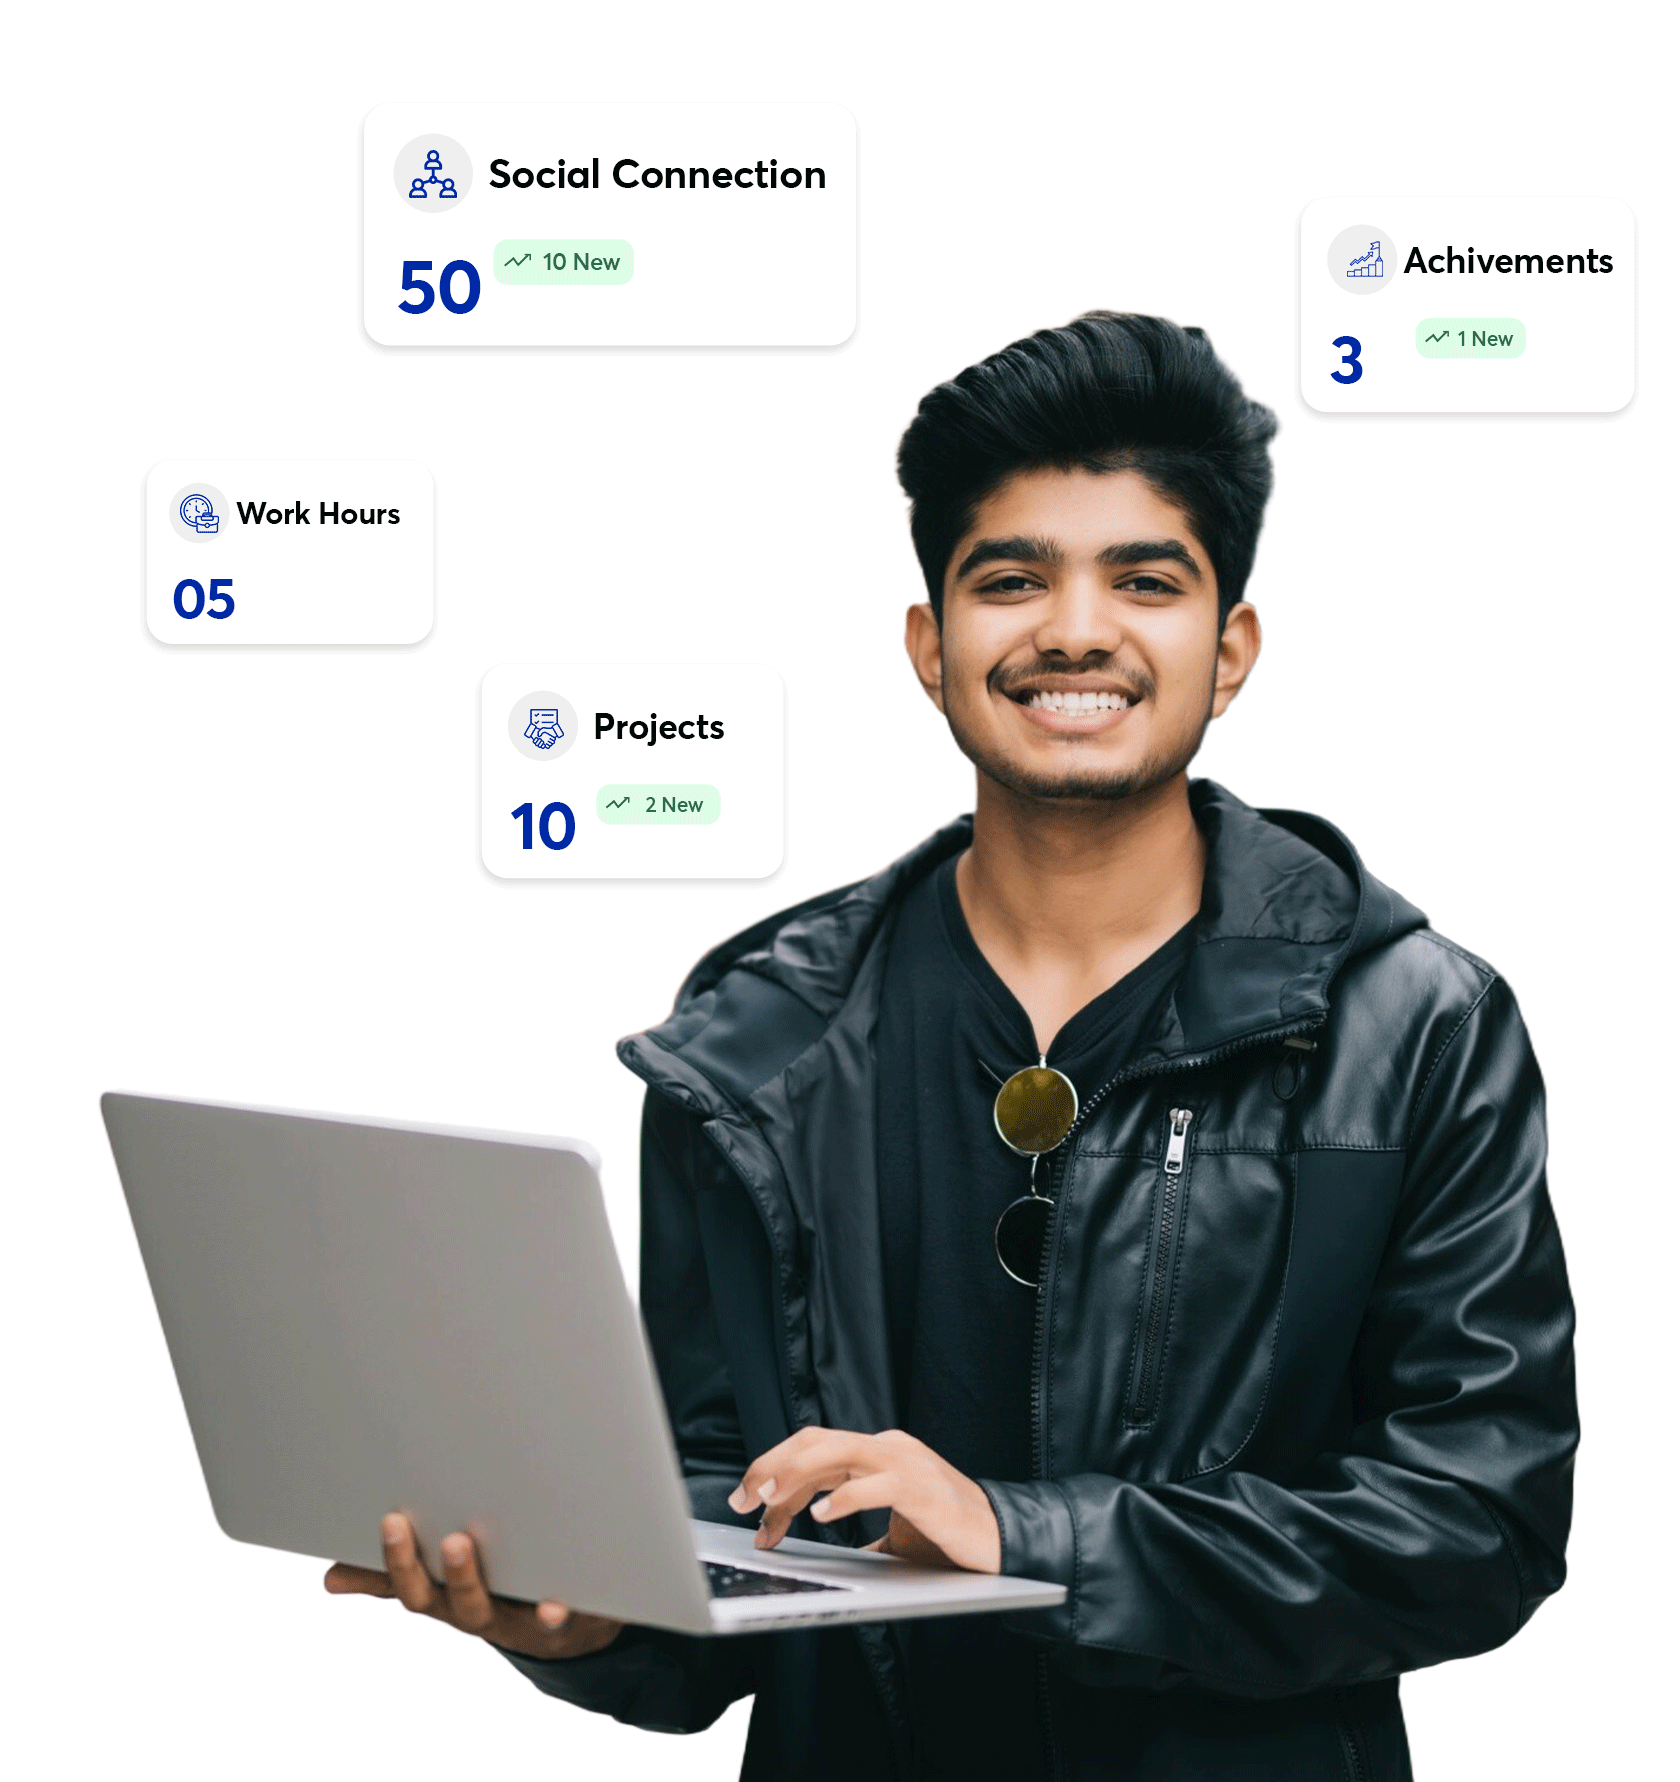 Social Connection
50
10 New
Achivements
3
1 New
Work Hours
05
Projects
10
2 New